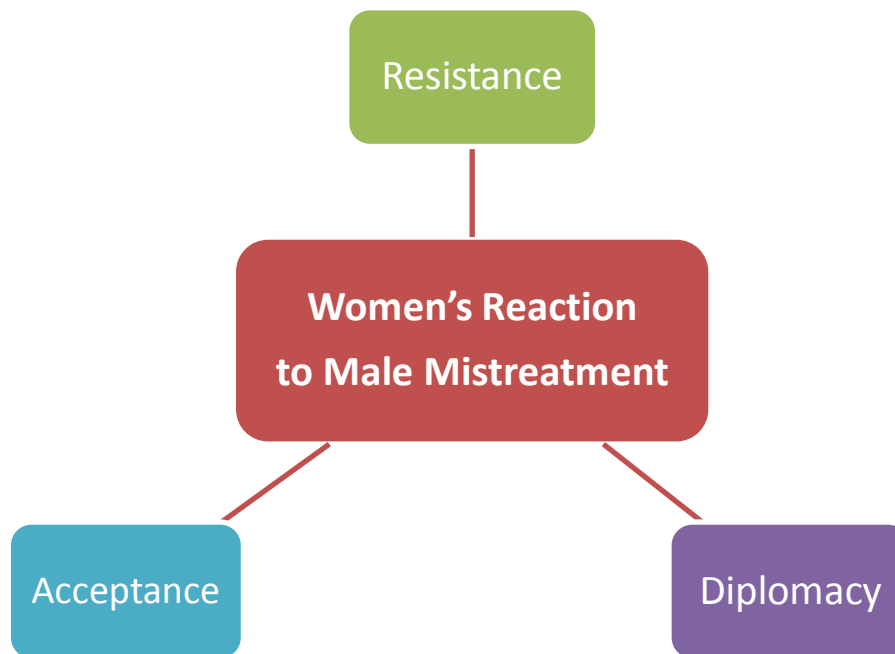 Resistance
Women’s Reaction
to Male Mistreatment
Acceptance
Diplomacy